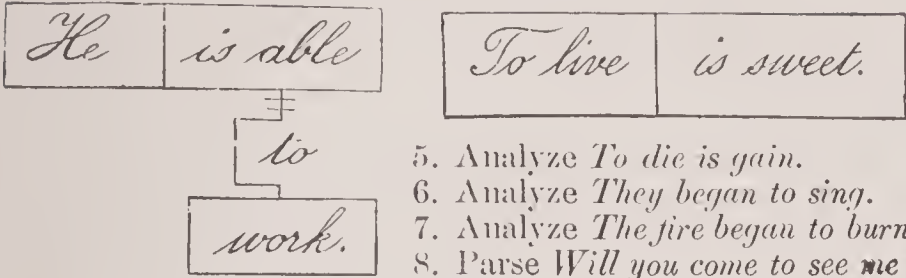 He is able
to
work.
To live is sweet.
5. Analyze To die is gain.
6. Analyze They began to sing.
7. Analyze The fire began to burn
8. Parse Will you come to see me